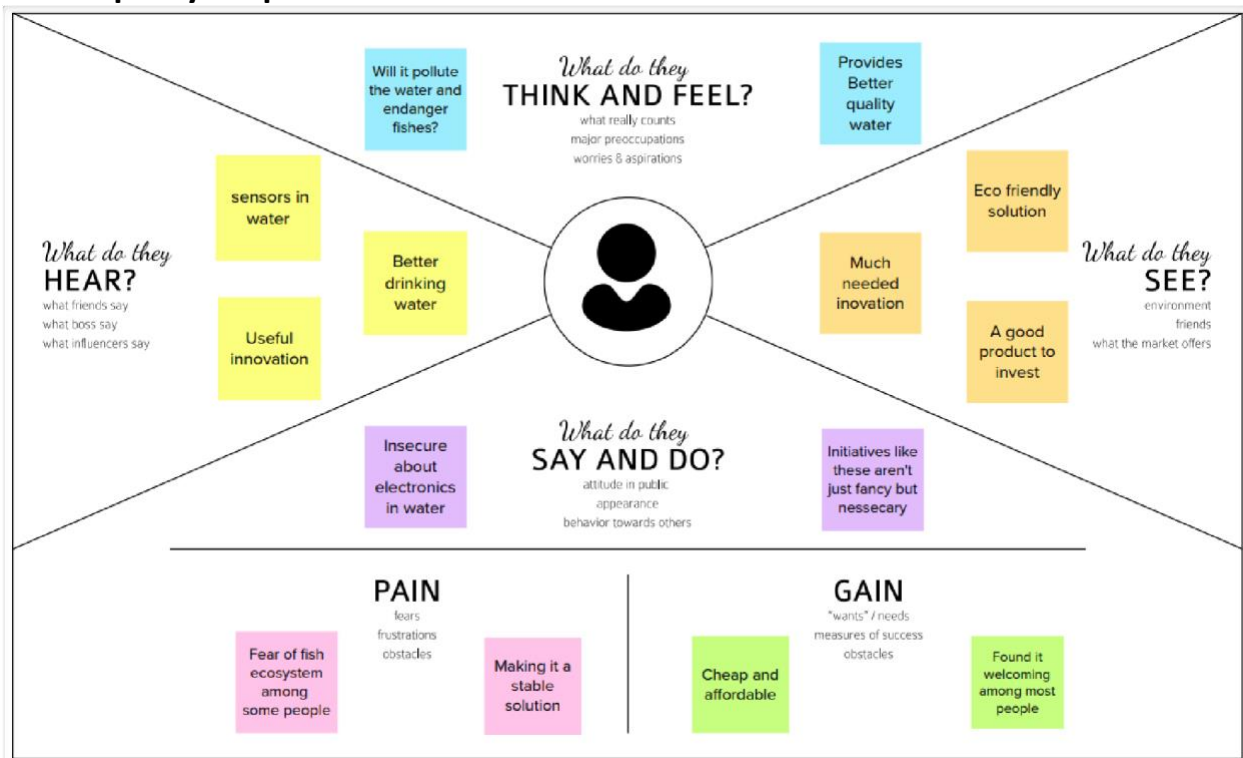 Will it pollute
the water and
endanger
fishes?
What do they
THINK AND FEEL?
what really counts
major preoccupations
worries & aspirations
Provides
Better
quality
water
What do they
HEAR?
what friends say
what boss say
what influencers say
sensors in
water
Better
drinking
water
Useful
innovation
Much
needed
inovation
Eco friendly
solution
A good
product to
invest
What do they
SEE?
environment
friends
what the market offers
Insecure
about
electronics
in water
What do they
SAY AND DO?
attitude in public
appearance
behavior towards others
Initiatives like
these aren't
just fancy but
nessecary
PAIN
fears
frustrations
obstacles
Fear of fish
ecosystem
among
some people
Making it a
stable
solution
GAIN
"wants" / needs
measures of success
obstacles
Cheap and
affordable
Found it
welcoming
among most
people